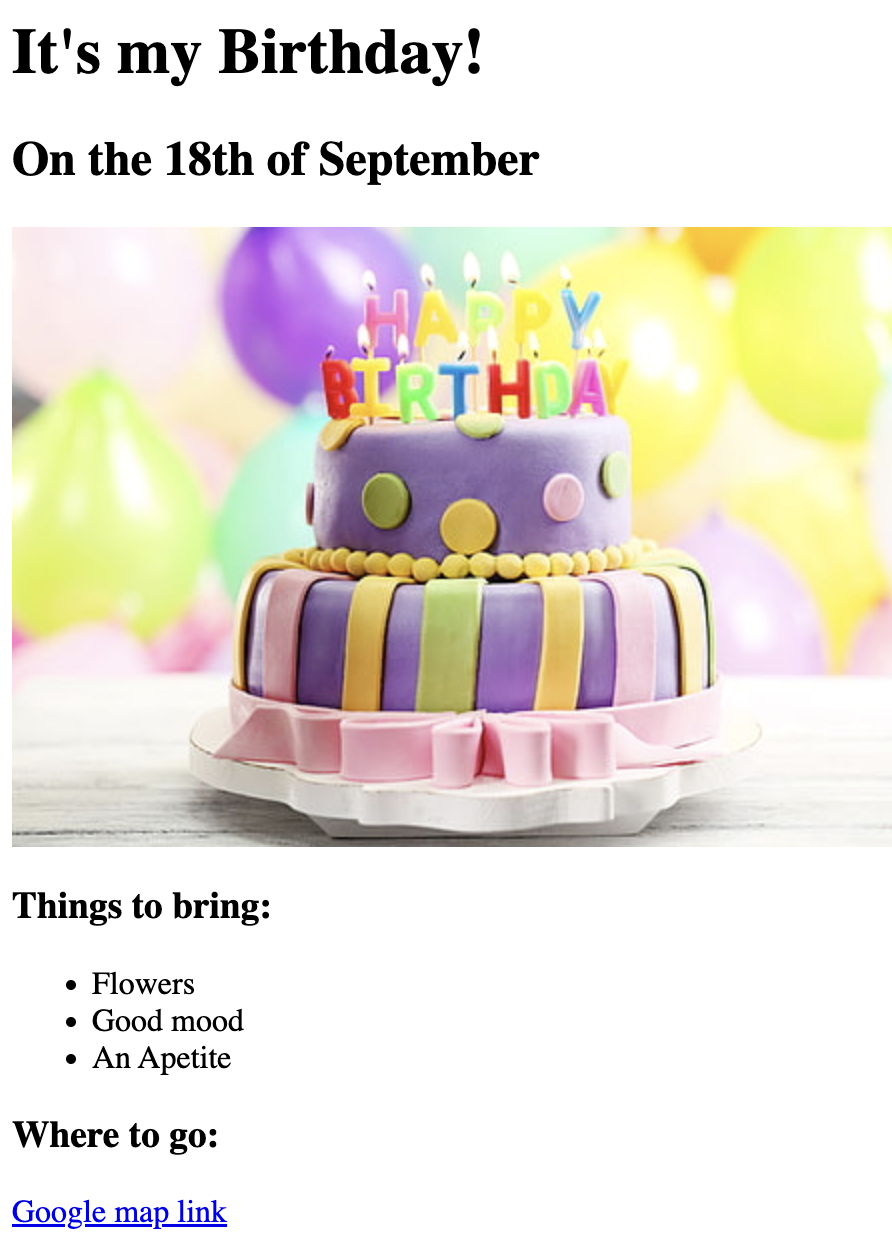 It's my Birthday!
On the 18th of September
HAPPY
BIRTHDAY
Things to bring:
Flowers
Good mood
An Apetite
Where to go:
Google map link